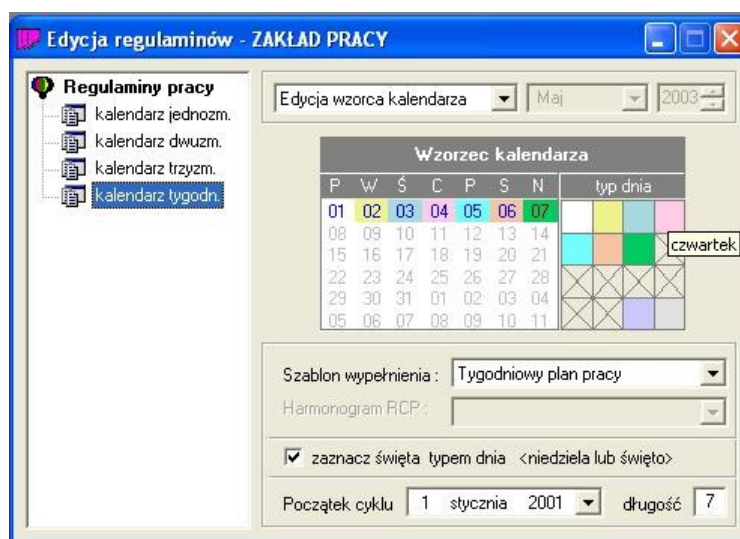 Edycja regulaminów - ZAKŁAD PRACY
Regulaminy pracy
kalendarz jednozm.
kalendarz dwuzm.
kalendarz trzyzm.
kalendarz tygodn.
Edycja wzorca kalendarza Maj 2003
Wzorzec kalendarza
P W Ś C P S N typ dnia
01 02 03 04 05 06 07
08 09 10 11 12 13 14
czwartek
15 16 17 18 19 20 21
22 23 24 25 26 27 28
29 30 31 01 02 03 04
05 06 07 08 09 10 11
Szablon wypełnienia : Tygodniowy plan pracy
Harmonogram RCP :
zaznacz święta typem dnia <niedziela lub święto>
Początek cyklu 1 stycznia 2001 długość 7